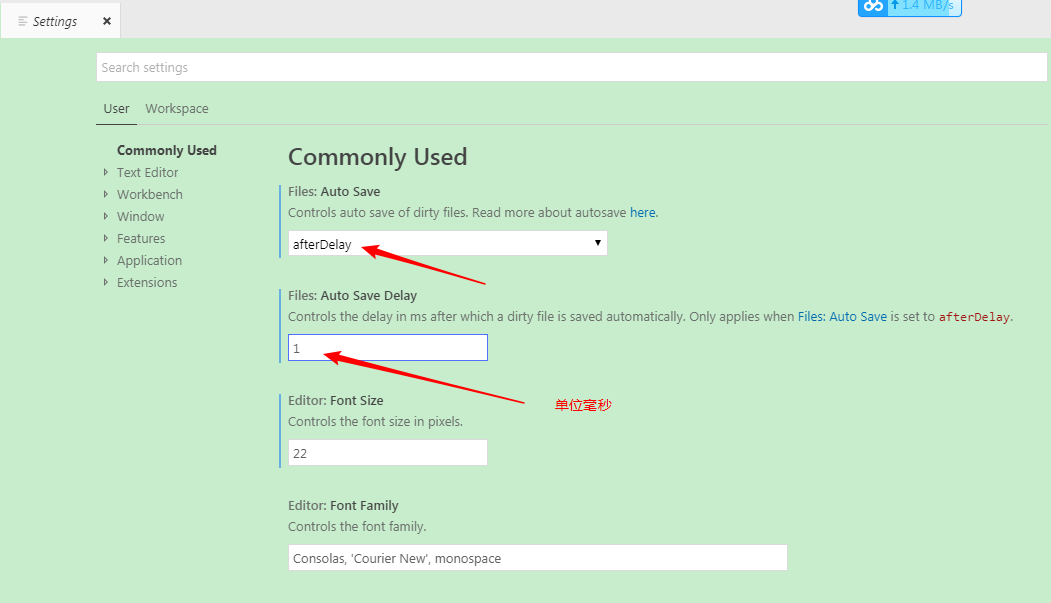 Settings
1.4 MB/s
Search settings
User Workspace
Commonly Used
Text Editor
Workbench
Window
Features
Application
Extensions
Commonly Used
Files: Auto Save
Controls auto save of dirty files. Read more about autosave here.
afterDelay
Files: Auto Save Delay
Controls the delay in ms after which a dirty file is saved automatically. Only applies when Files: Auto Save is set to afterDelay.
1
单位毫秒
Editor: Font Size
Controls the font size in pixels.
22
Editor: Font Family
Controls the font family.
Consolas, 'Courier New', monospace